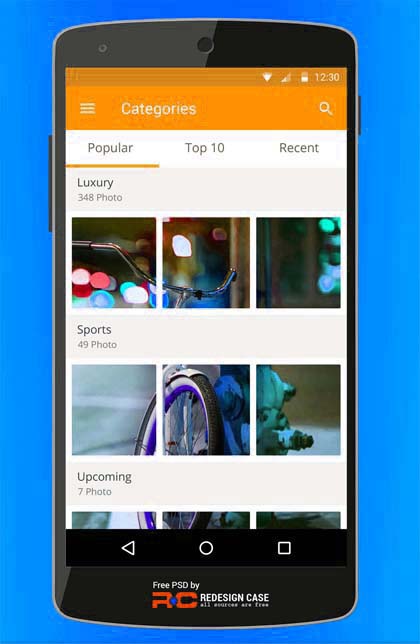 12:30
Categories
Popular Top 10 Recent
Luxury
348 Photo
Sports
49 Photo
Upcoming
7 Photo
Free PSD by
RC REDESIGN CASE
all sources are free